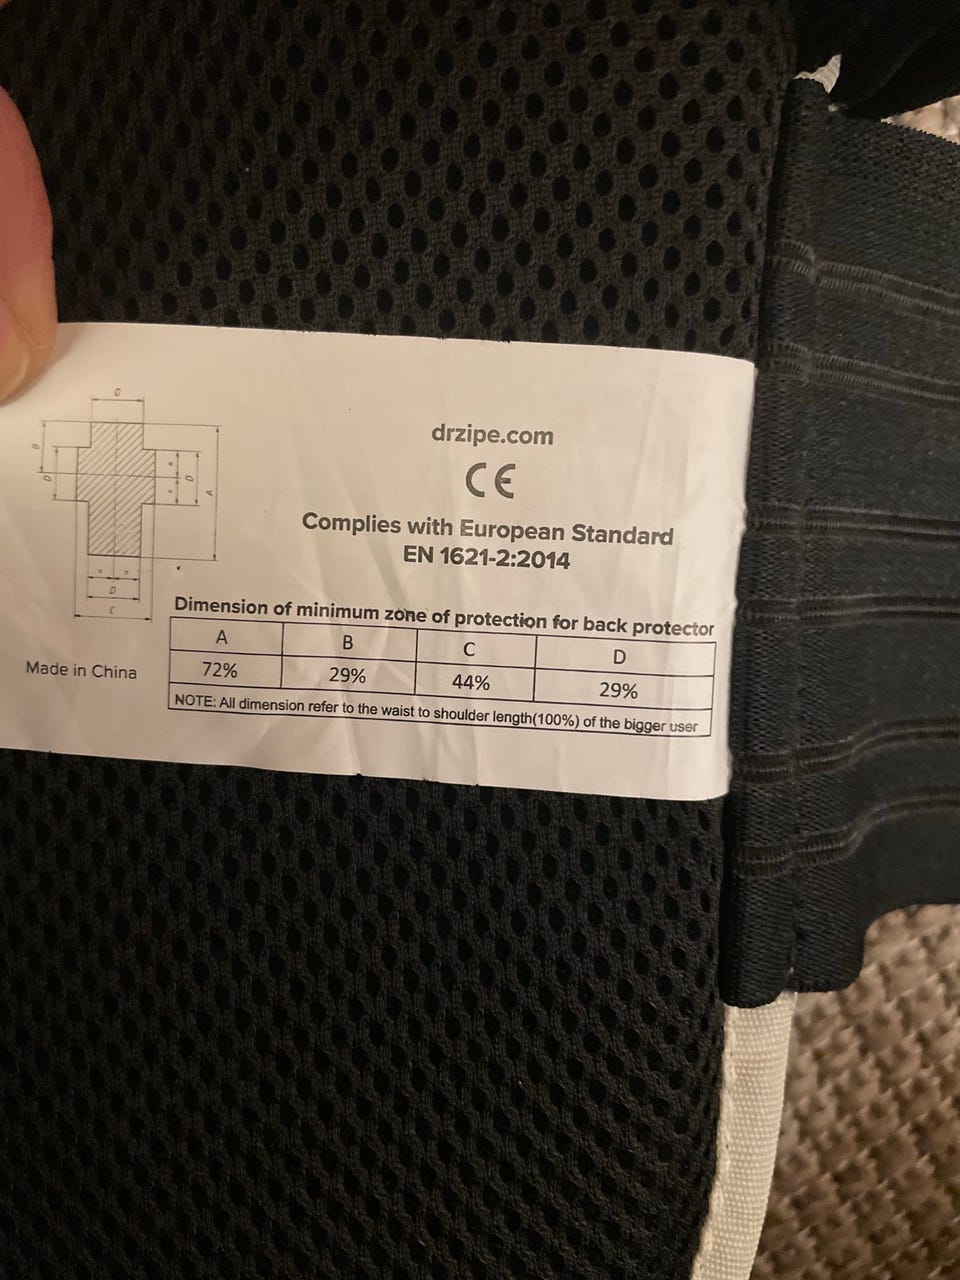 D
B
D
=
=
D
A
=
=
D
C
Made in China
drzipe.com
CE
Complies with European Standard
EN 1621-2:2014
Dimension of minimum zone of protection for back protector
A B C D
72% 29% 44% 29%
NOTE: All dimension refer to the waist to shoulder length(100%) of the bigger user